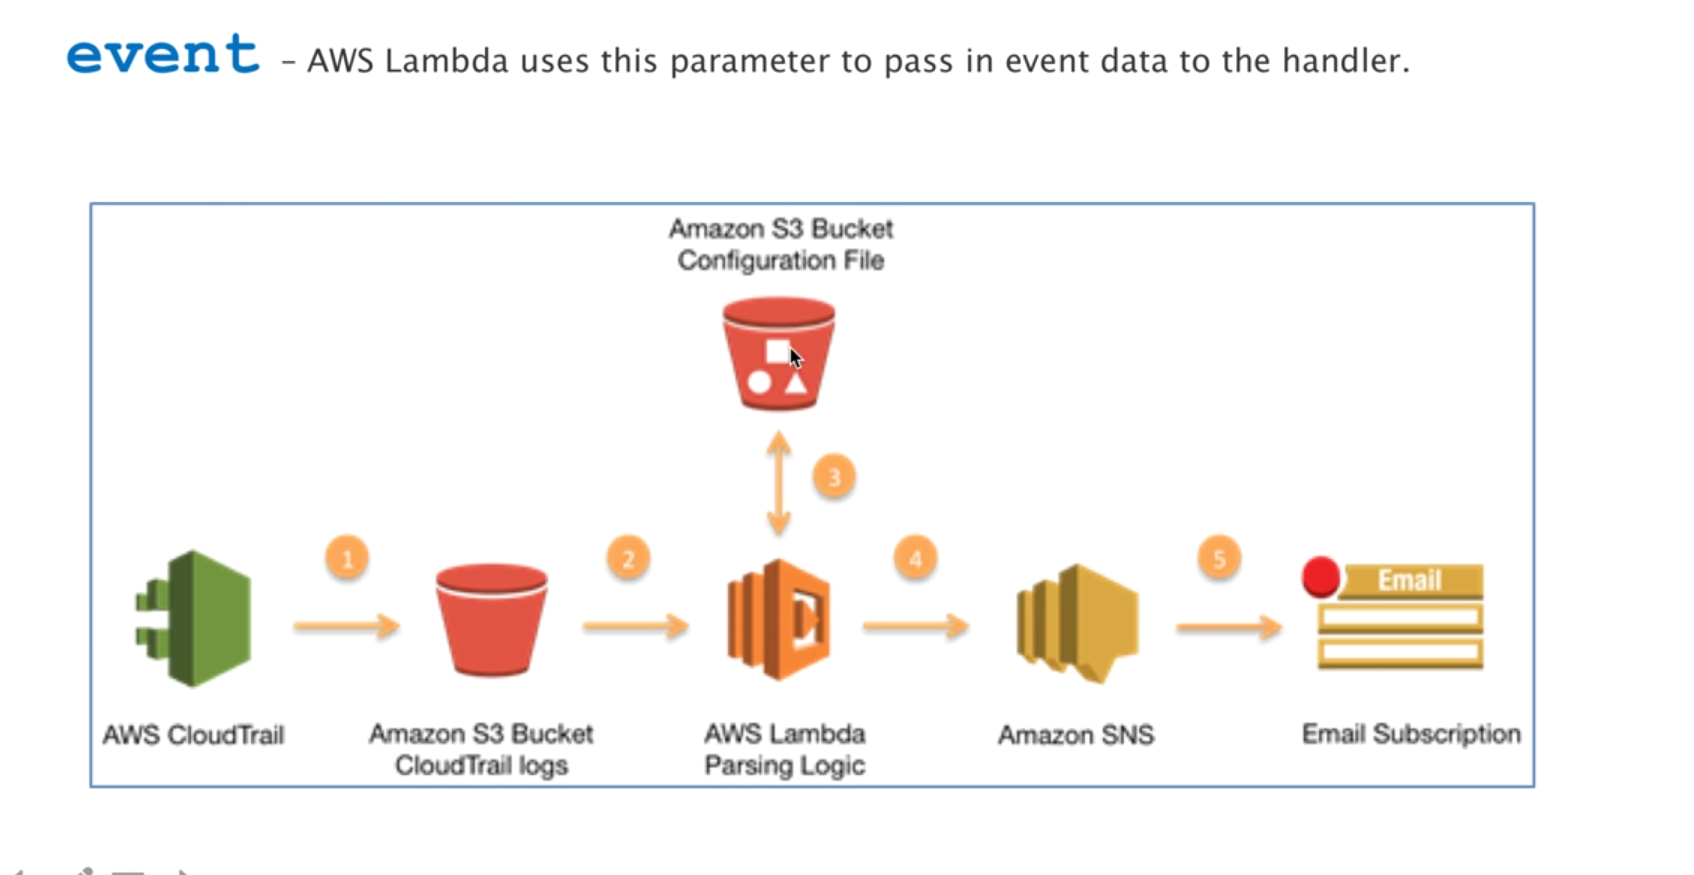 event – AWS Lambda uses this parameter to pass in event data to the handler.
Amazon S3 Bucket
Configuration File
3
1
2
4
5
Email
AWS CloudTrail
Amazon S3 Bucket
CloudTrail logs
AWS Lambda
Parsing Logic
Amazon SNS
Email Subscription